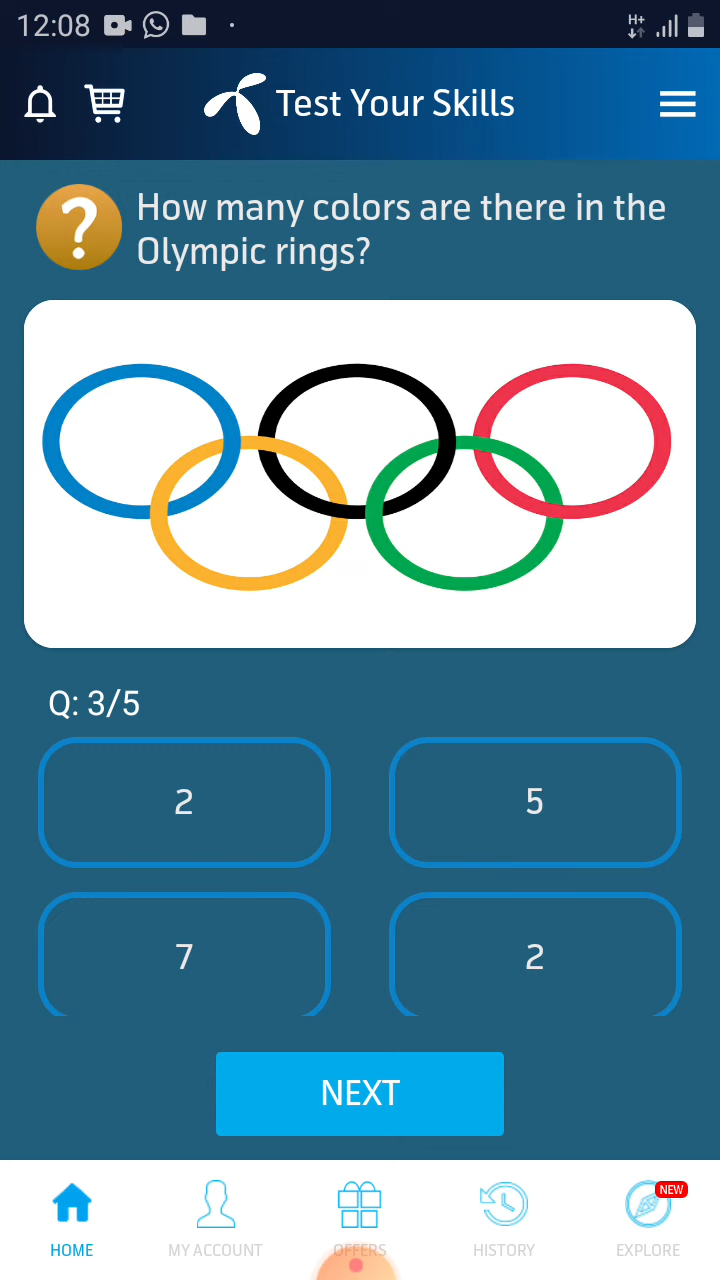 12:08
H+
Test Your Skills
?
How many colors are there in the
Olympic rings?
Q: 3/5
2
5
7
2
NEXT
NEW
HOME
MY ACCOUNT
OFFERS
HISTORY
EXPLORE